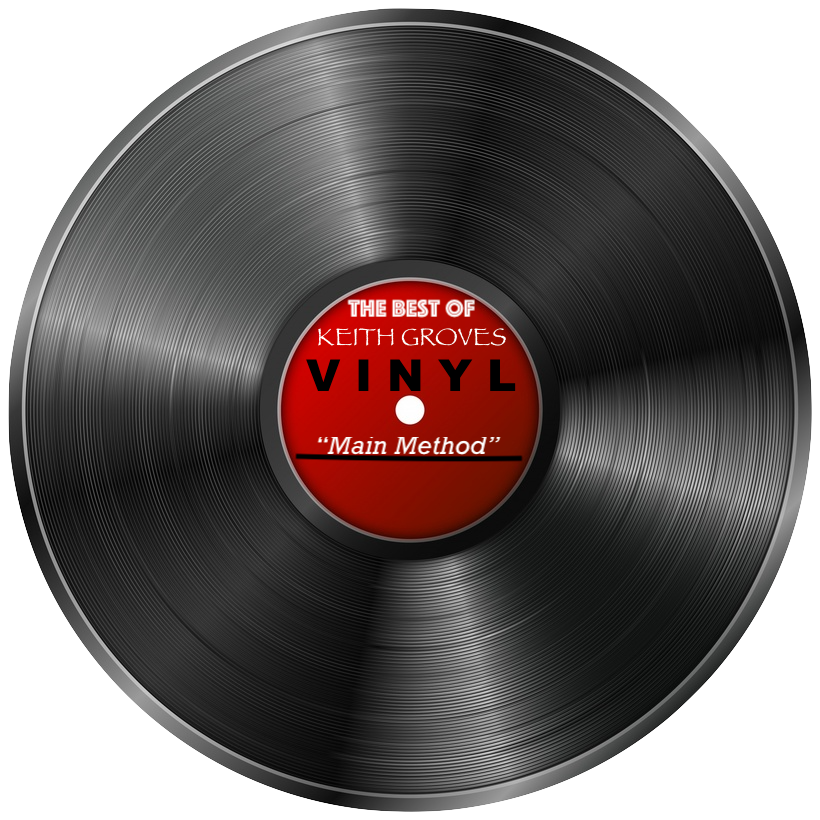 THE BEST OF
KEITH GROVES
VINYL
“Main Method”